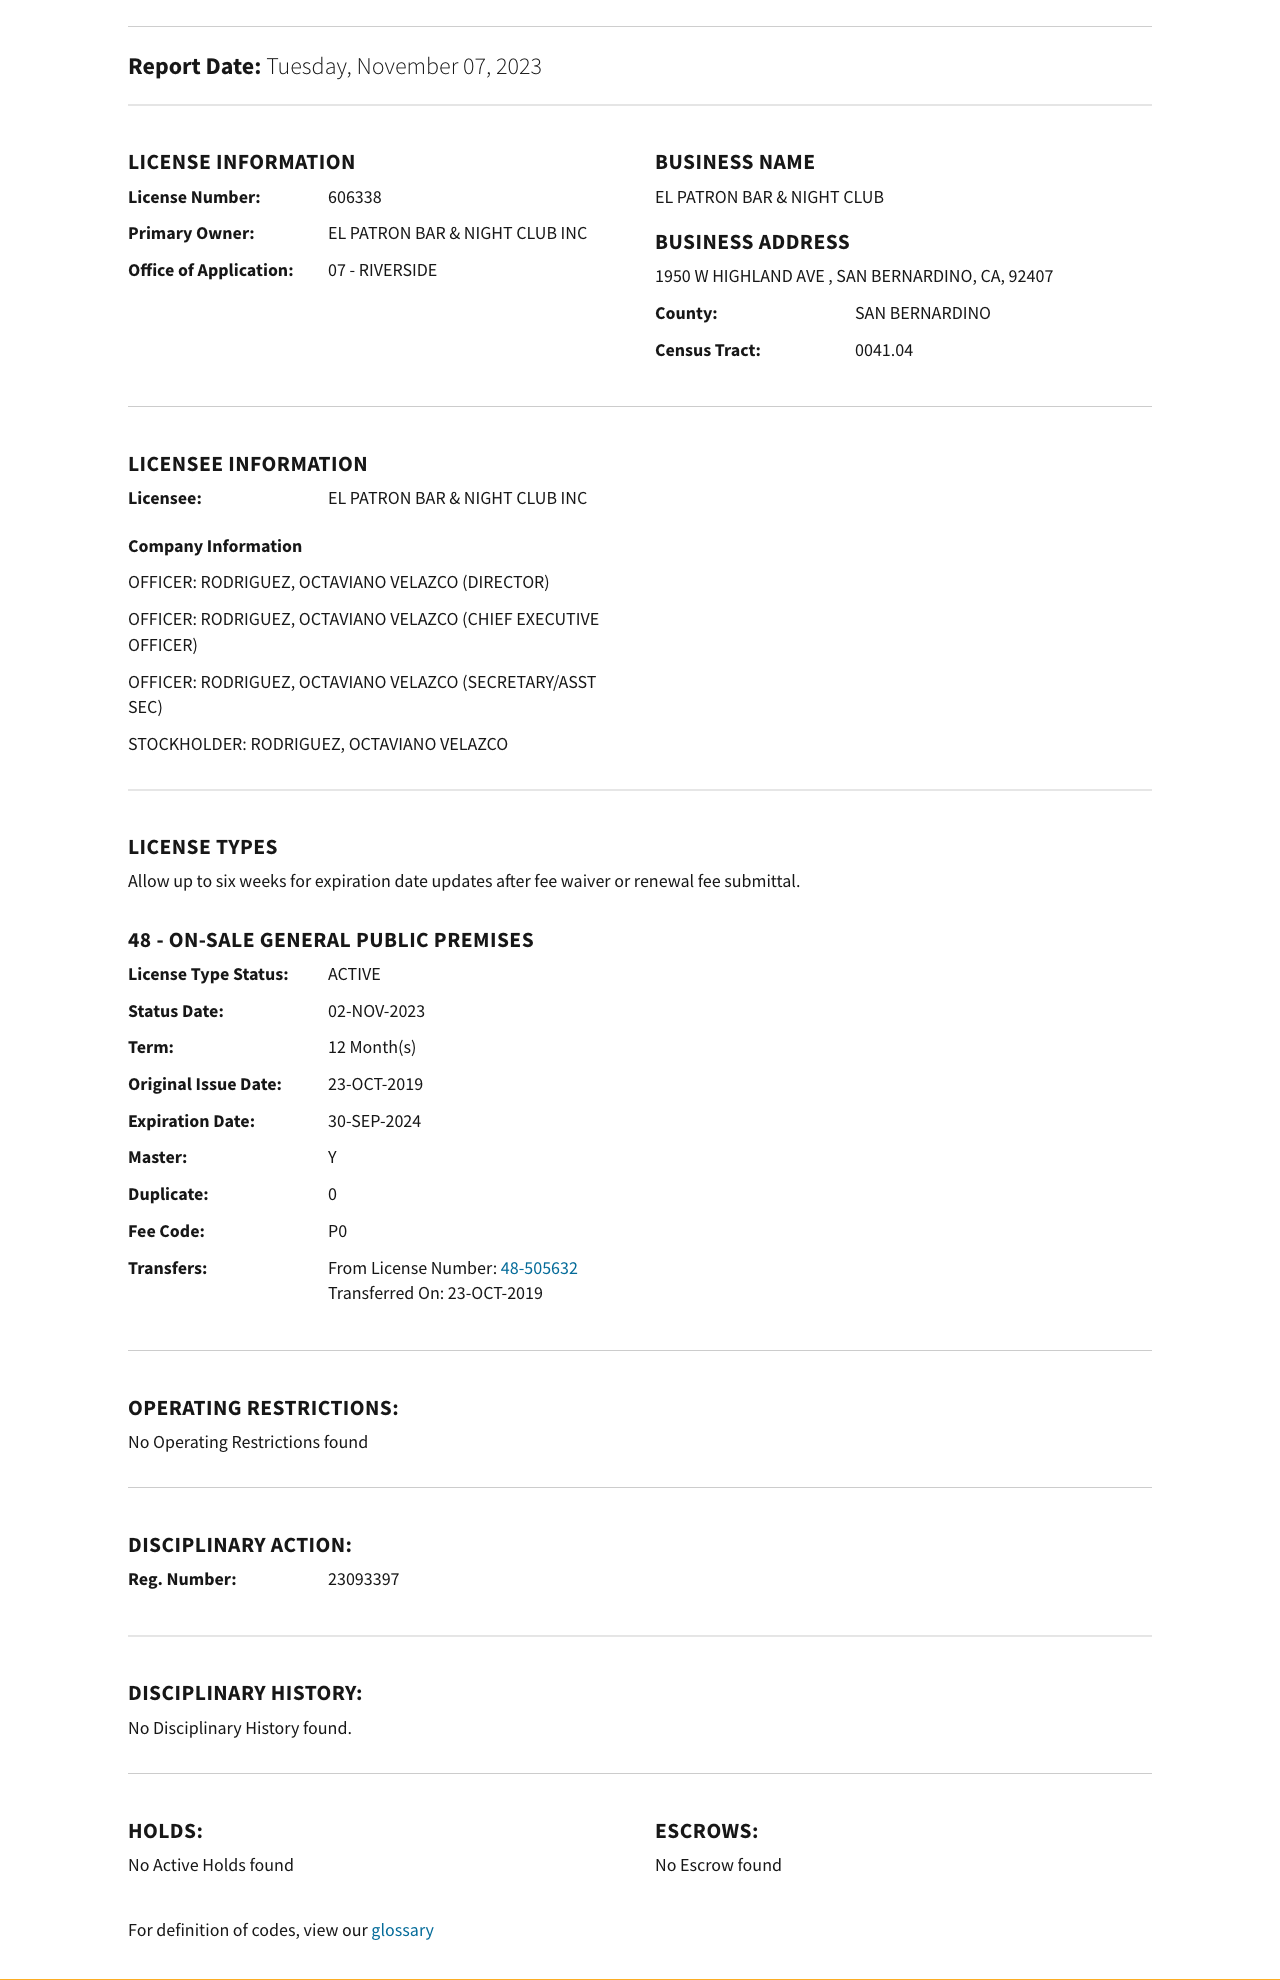 Report Date: Tuesday, November 07, 2023
LICENSE INFORMATION
License Number: 606338
Primary Owner: EL PATRON BAR & NIGHT CLUB INC
Office of Application: 07 - RIVERSIDE
BUSINESS NAME
EL PATRON BAR & NIGHT CLUB
BUSINESS ADDRESS
1950 W HIGHLAND AVE , SAN BERNARDINO, CA, 92407
County: SAN BERNARDINO
Census Tract: 0041.04
LICENSEE INFORMATION
Licensee: EL PATRON BAR & NIGHT CLUB INC
Company Information
OFFICER: RODRIGUEZ, OCTAVIANO VELAZCO (DIRECTOR)
OFFICER: RODRIGUEZ, OCTAVIANO VELAZCO (CHIEF EXECUTIVE
OFFICER)
OFFICER: RODRIGUEZ, OCTAVIANO VELAZCO (SECRETARY/ASST
SEC)
STOCKHOLDER: RODRIGUEZ, OCTAVIANO VELAZCO
LICENSE TYPES
Allow up to six weeks for expiration date updates after fee waiver or renewal fee submittal.
48 - ON-SALE GENERAL PUBLIC PREMISES
License Type Status: ACTIVE
Status Date: 02-NOV-2023
Term: 12 Month(s)
Original Issue Date: 23-OCT-2019
Expiration Date: 30-SEP-2024
Master: Y
Duplicate: 0
Fee Code: P0
Transfers: From License Number: 48-505632
Transferred On: 23-OCT-2019
OPERATING RESTRICTIONS:
No Operating Restrictions found
DISCIPLINARY ACTION:
Reg. Number: 23093397
DISCIPLINARY HISTORY:
No Disciplinary History found.
HOLDS:
No Active Holds found
ESCROWS:
No Escrow found
For definition of codes, view our glossary